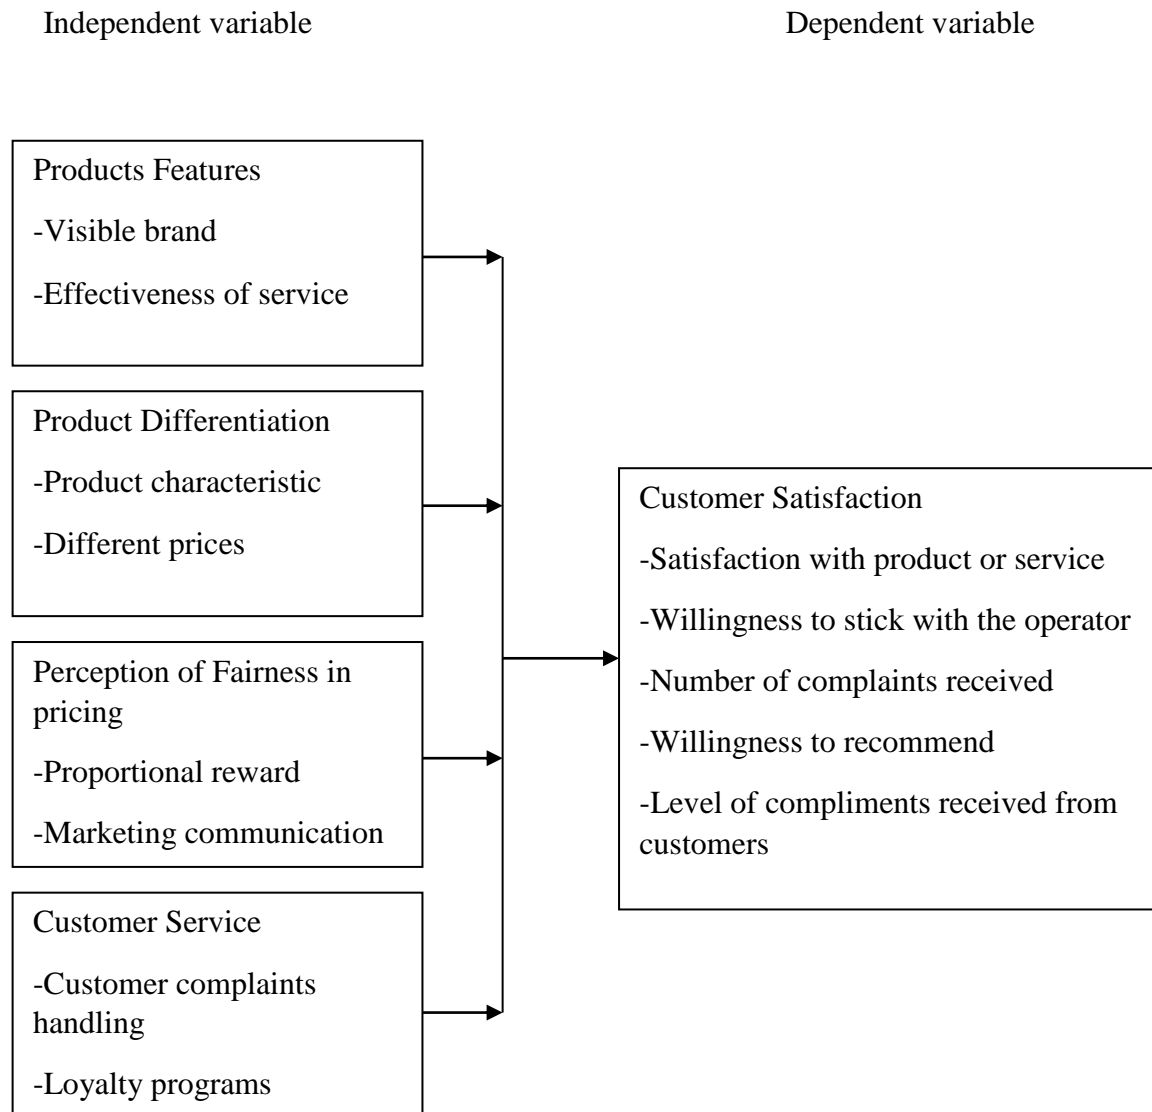 Independent variable
Dependent variable
Products Features
-Visible brand
-Effectiveness of service
Product Differentiation
-Product characteristic
-Different prices
Perception of Fairness in
pricing
-Proportional reward
-Marketing communication
Customer Service
-Customer complaints
handling
-Loyalty programs
Customer Satisfaction
-Satisfaction with product or service
-Willingness to stick with the operator
-Number of complaints received
-Willingness to recommend
-Level of compliments received from
customers